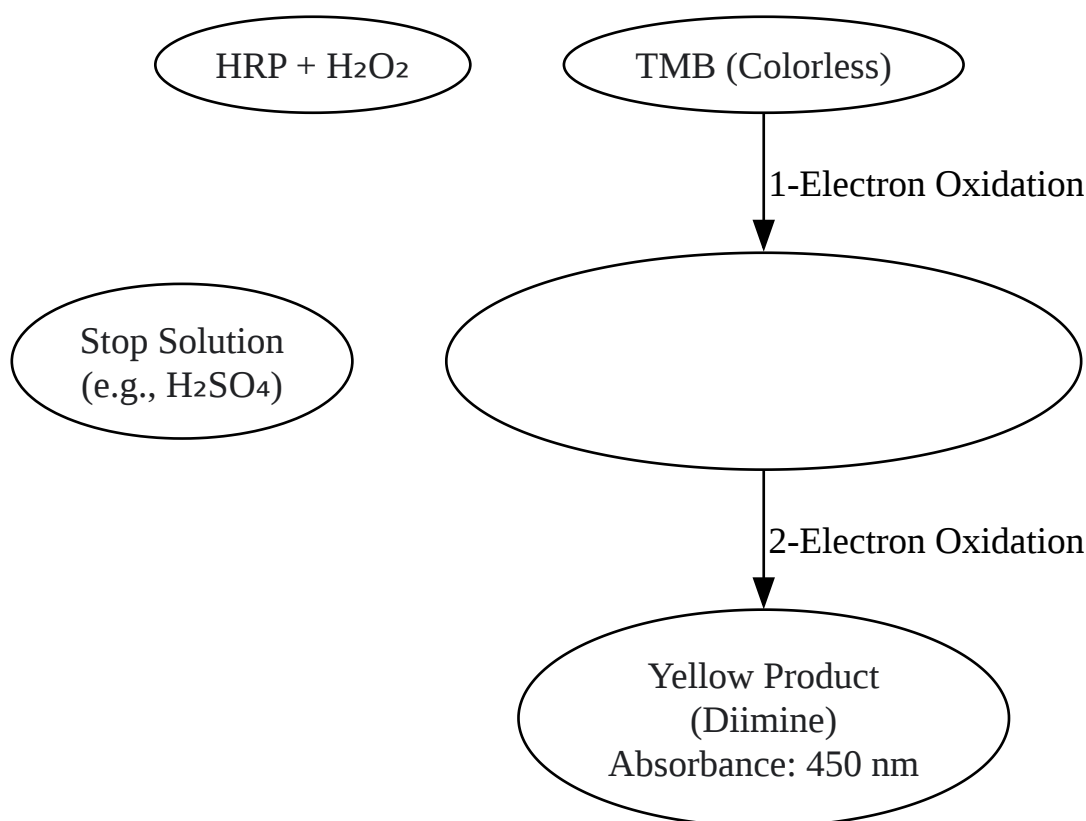 HRP + H₂O₂
TMB (Colorless)
1-Electron Oxidation
Stop Solution
(e.g., H₂SO₄)
2-Electron Oxidation
Yellow Product
(Diimine)
Absorbance: 450 nm